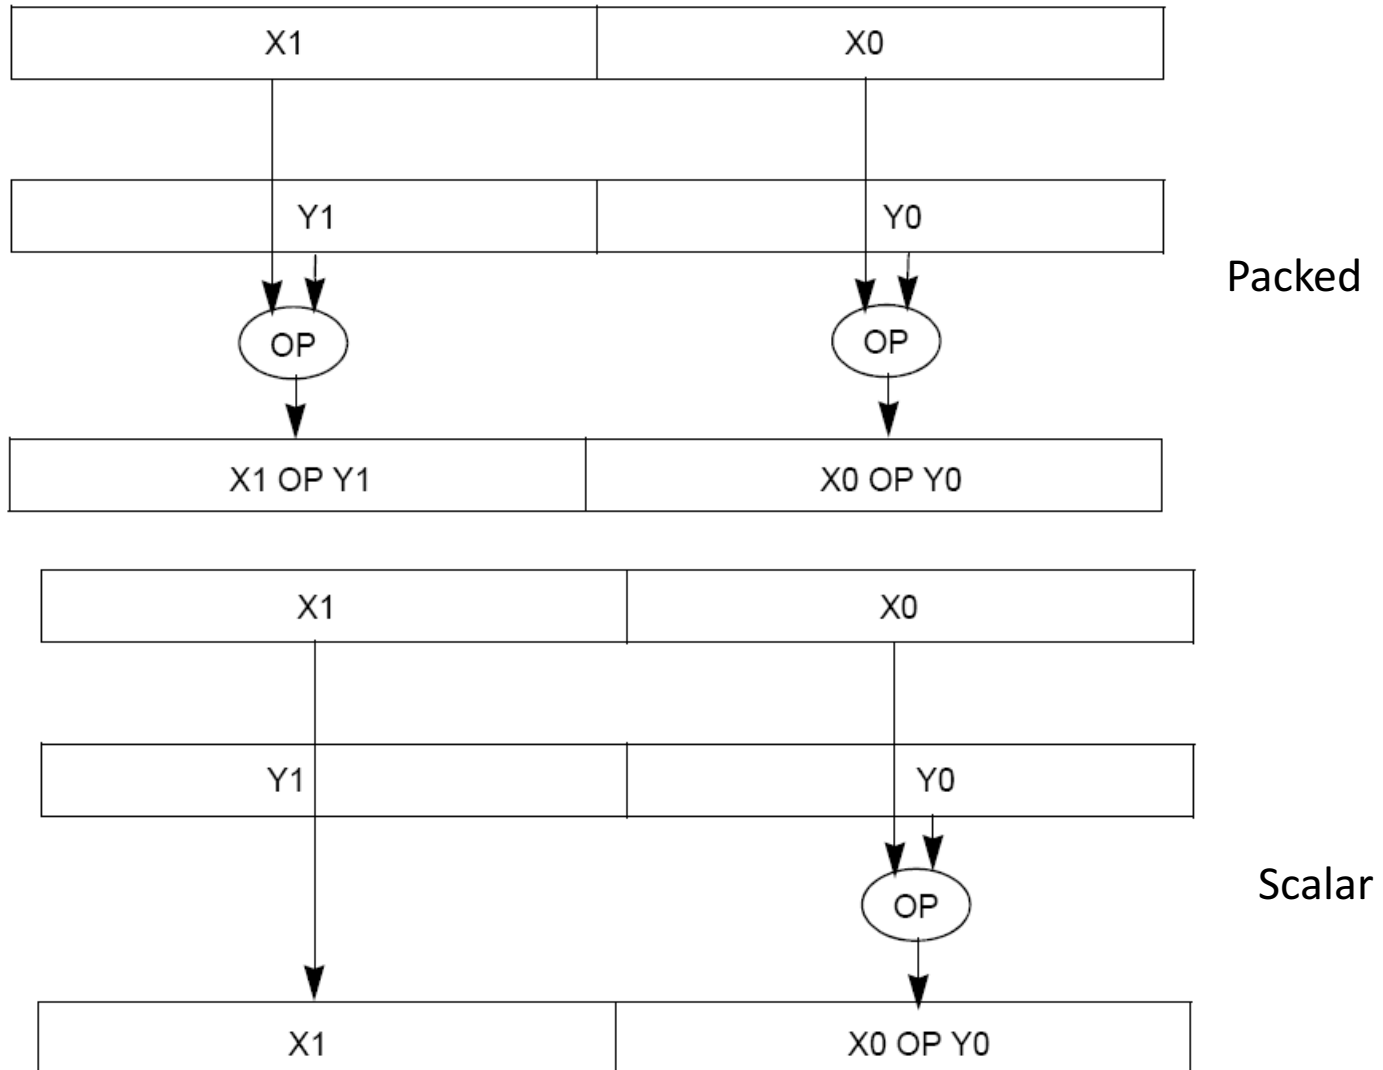 X1 X0
Y1 Y0
Packed
OP OP
X1 OP Y1 X0 OP Y0
X1 X0
Y1 Y0
Scalar
OP
X1 X0 OP Y0